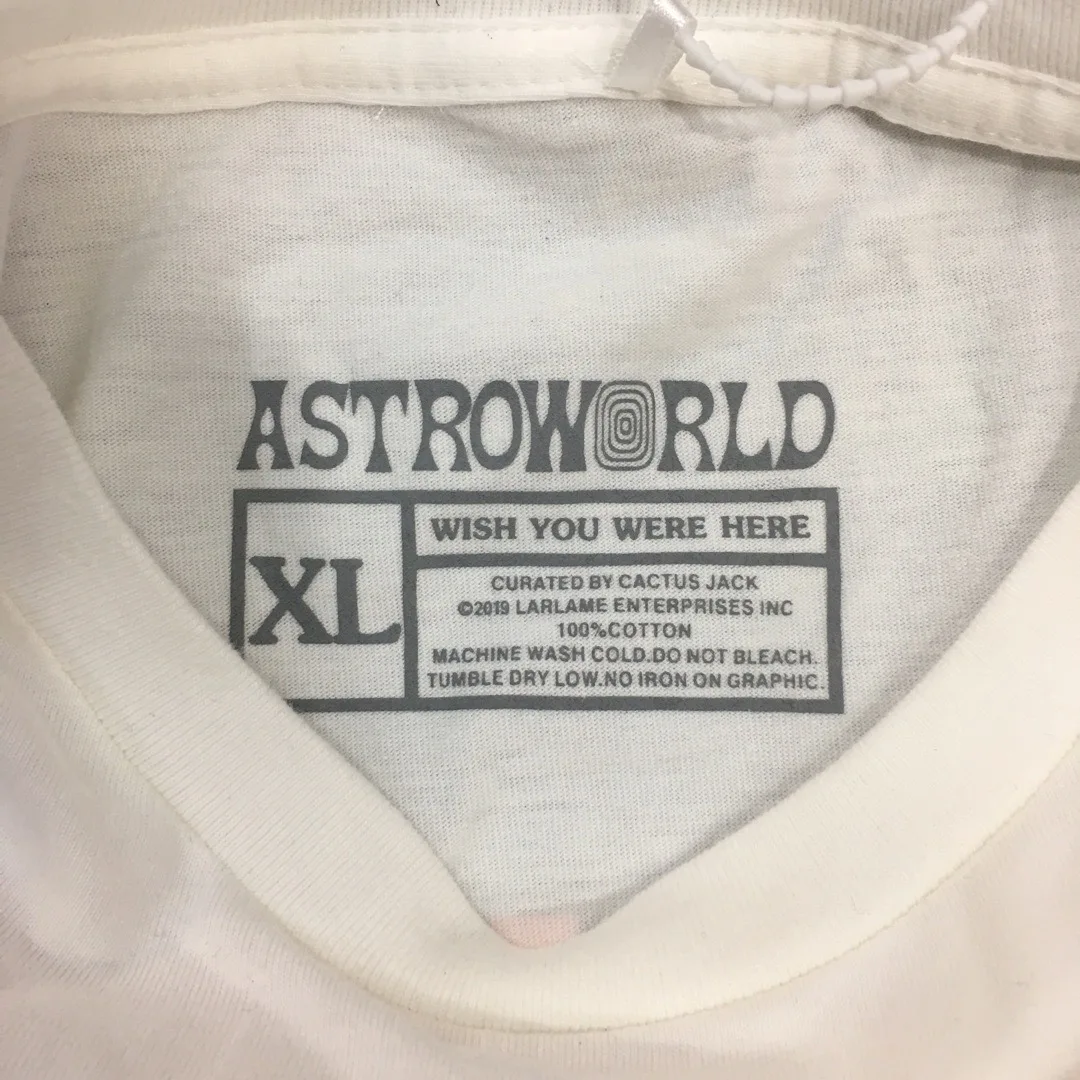 ASTROWORLD
XL
WISH YOU WERE HERE
CURATED BY CACTUS JACK
©2019 LARLAME ENTERPRISES INC
100%COTTON
MACHINE WASH COLD.DO NOT BLEACH.
TUMBLE DRY LOW.NO IRON ON GRAPHIC.